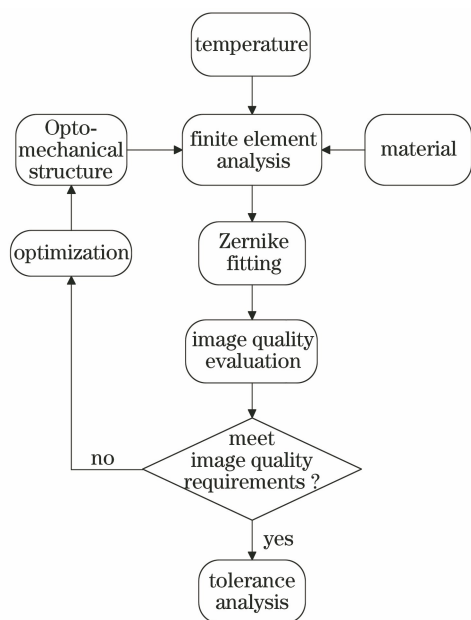 temperature
Opto-
mechanical
structure
finite element
analysis
material
optimization
Zernike
fitting
image quality
evaluation
meet
image quality
requirements ?
no
yes
tolerance
analysis